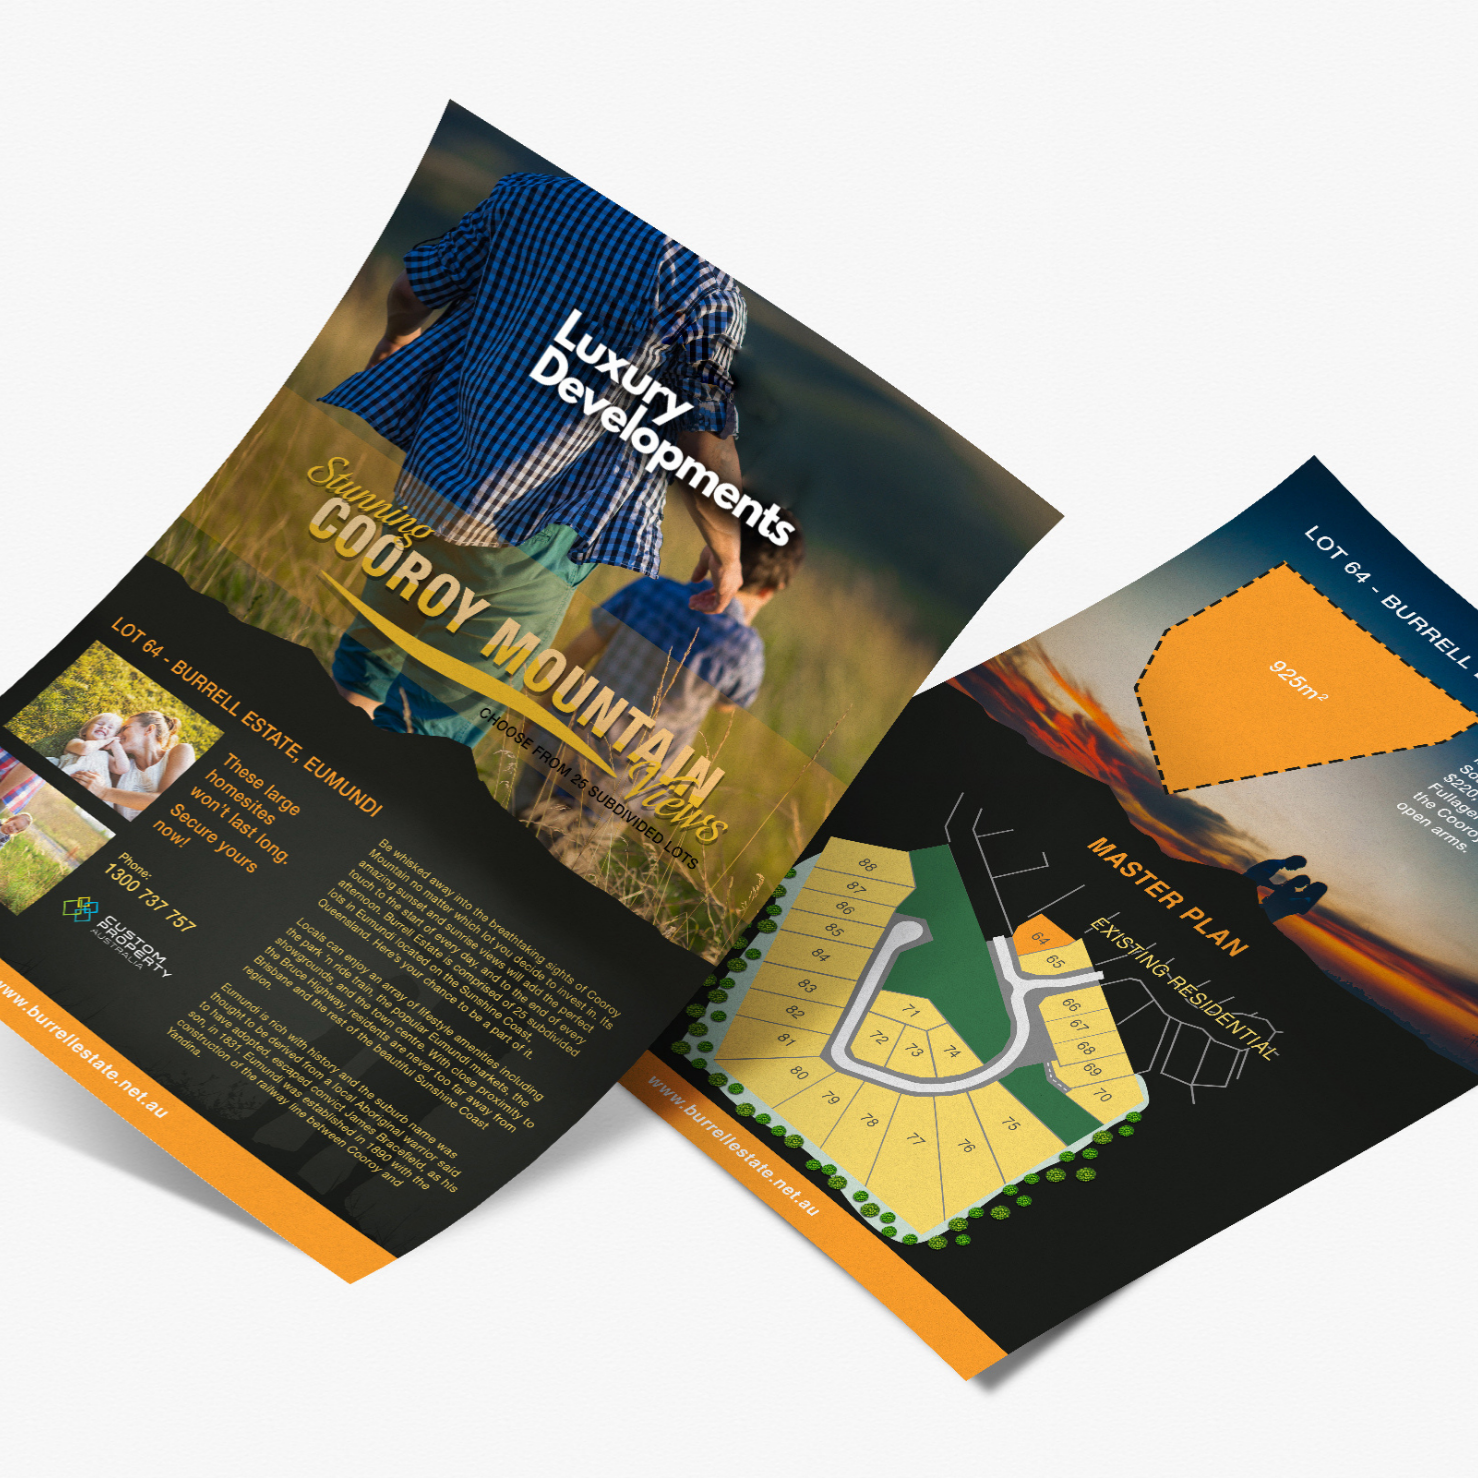 Luxury
Developments
Stunning
COOROY MOUNTAIN
Views
CHOOSE FROM 25 SUBDIVIDED LOTS
LOT 64 - BURRELL ESTATE, EUMUNDI
These large
homesites
won't last long.
Secure yours
now!
Phone:
1300 737 757
CUSTOM
PROPERTY
AUSTRALIA
Be whisked away into the breathtaking sights of Cooroy
Mountain no matter which lot you decide to invest in. Its
amazing sunset and sunrise views will add the perfect
touch to the start of every day, and to the end of every
afternoon. Burrell Estate is comprised of 25 subdivided
lots in Eumundi located on the Sunshine Coast,
Queensland. Here's your chance to be a part of it.
Locals can enjoy an array of lifestyle amenities including
the park 'n ride train, the popular Eumundi markets, the
showgrounds, and the town centre. With close proximity to
the Bruce Highway, residents are never too far away from
Brisbane and the rest of the beautiful Sunshine Coast
region.
Eumundi is rich with history and the suburb name was
thought to be derived from a local Aboriginal warrior said
to have adopted escaped convict, James Bracefield, as his
son, in 1831. Eumundi was established in 1890 with the
construction of the railway line between Cooroy and
Yandina.
www.burrellestate.net.au
LOT 64 - BURRELL
925m²
$220,
the Cooroy
open arms.
MASTER PLAN
EXISTING RESIDENTIAL
88
87
86
85
84
83
82
81
80
79
78
77
76
75
74
73
72
71
64
65
66
67
68
69
70
www.burrellestate.net.au